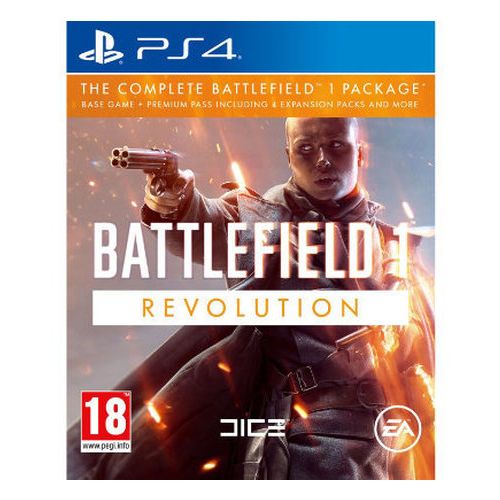 PS4
THE COMPLETE BATTLEFIELD™ 1 PACKAGE*
BASE GAME + PREMIUM PASS INCLUDING 4 EXPANSION PACKS AND MORE
BATTLEFIELD 1
REVOLUTION
18
www.pegi.info
DICE
EA